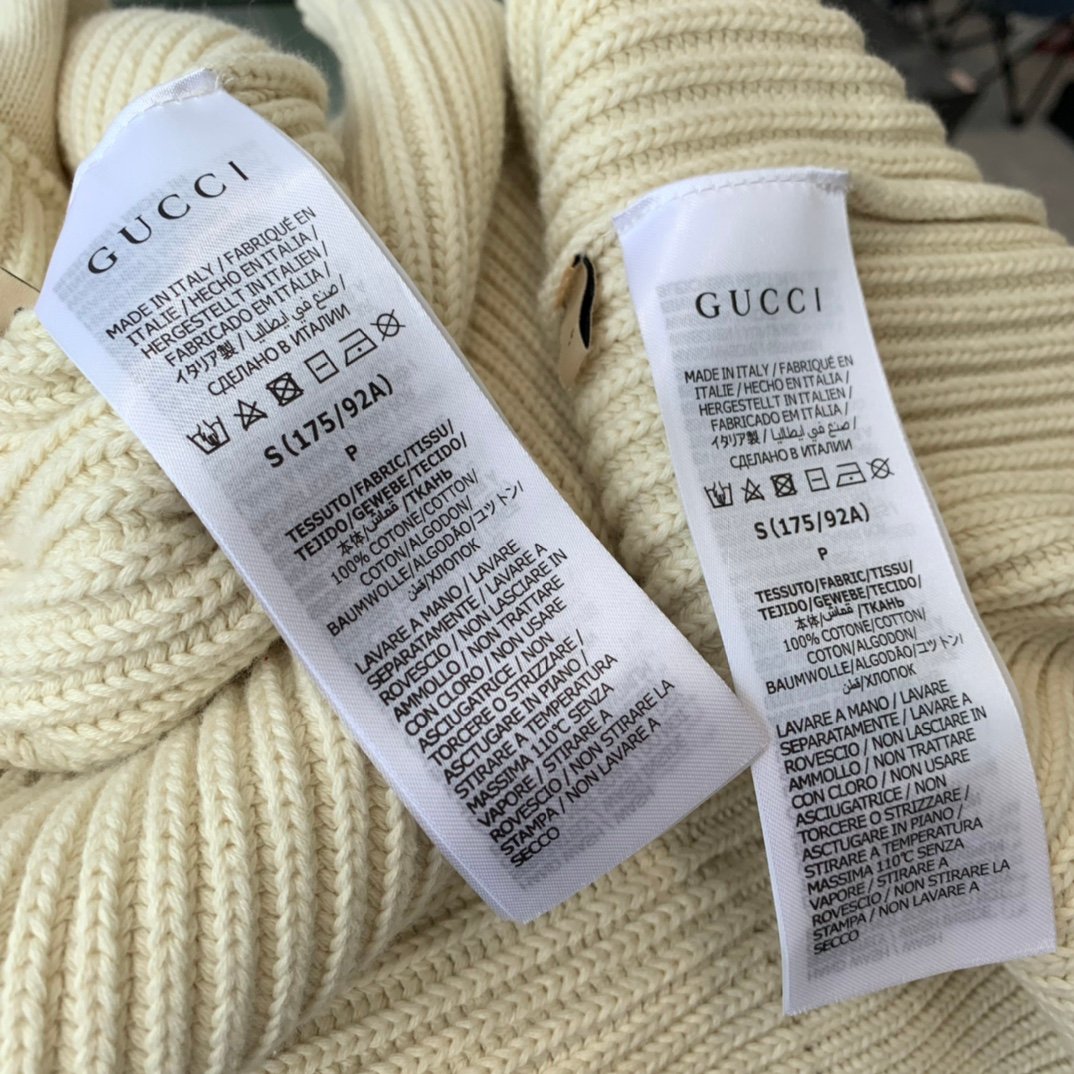 GUCCI
MADE IN ITALY / FABRIQUÉ EN
ITALIE / HECHO EN ITALIA /
HERGESTELLT IN ITALIEN /
FABRICADO EM ITÁLIA /
イタリア製 / صنع في ايطاليا /
СДЕЛАНО В ИТАЛИИ
S (175/92A)
P
TESSUTO/FABRIC/TISSU/
TEJIDO/GEWEBE/TECIDO/
本体/قماش/ТКАНЬ
100% COTONE/COTTON/
COTON/ALGODON/
BAUMWOLLE/ALGODÃO/コットン/
قطن/ХЛОПОК
LAVARE A MANO / LAVARE
SEPARATAMENTE / LAVARE A
ROVESCIO / NON LASCIARE IN
AMMOLLO / NON TRATTARE
CON CLORO / NON USARE
ASCIUGATRICE / NON
TORCERE O STRIZZARE /
ASCTUGARE IN PIANO /
STIRARE A TEMPERATURA
MASSIMA 110℃ SENZA
VAPORE / STIRARE A
ROVESCIO / NON STIRARE LA
STAMPA / NON LAVARE A
SECCO
GUCCI
MADE IN ITALY / FABRIQUÉ EN
ITALIE / HECHO EN ITALIA /
HERGESTELLT IN ITALIEN /
FABRICADO EM ITÁLIA /
イタリア製 / صنع في ايطاليا /
СДЕЛАНО В ИТАЛИИ
S (175/92A)
P
TESSUTO/FABRIC/TISSU/
TEJIDO/GEWEBE/TECIDO/
本体/قماش/ТКАНЬ
100% COTONE/COTTON/
COTON/ALGODON/
BAUMWOLLE/ALGODÃO/コットン/
قطن/ХЛОПОК
LAVARE A MANO / LAVARE
SEPARATAMENTE / LAVARE A
ROVESCIO / NON LASCIARE IN
AMMOLLO / NON TRATTARE
CON CLORO / NON USARE
ASCIUGATRICE / NON
TORCERE O STRIZZARE /
ASCTUGARE IN PIANO /
STIRARE A TEMPERATURA
MASSIMA 110℃ SENZA
VAPORE / STIRARE A
ROVESCIO / NON STIRARE LA
STAMPA / NON LAVARE A
SECCO